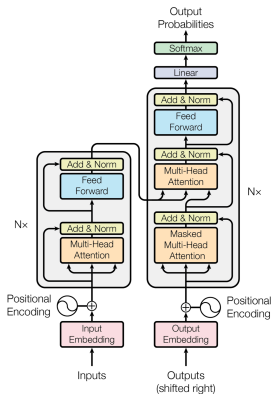 Output
Probabilities
Softmax
Linear
Add & Norm
Feed
Forward
Add & Norm
Multi-Head
Attention
Add & Norm
Masked
Multi-Head
Attention
N×
Add & Norm
Feed
Forward
Add & Norm
Multi-Head
Attention
N×
Positional
Encoding
Positional
Encoding
Input
Embedding
Output
Embedding
Inputs
Outputs
(shifted right)